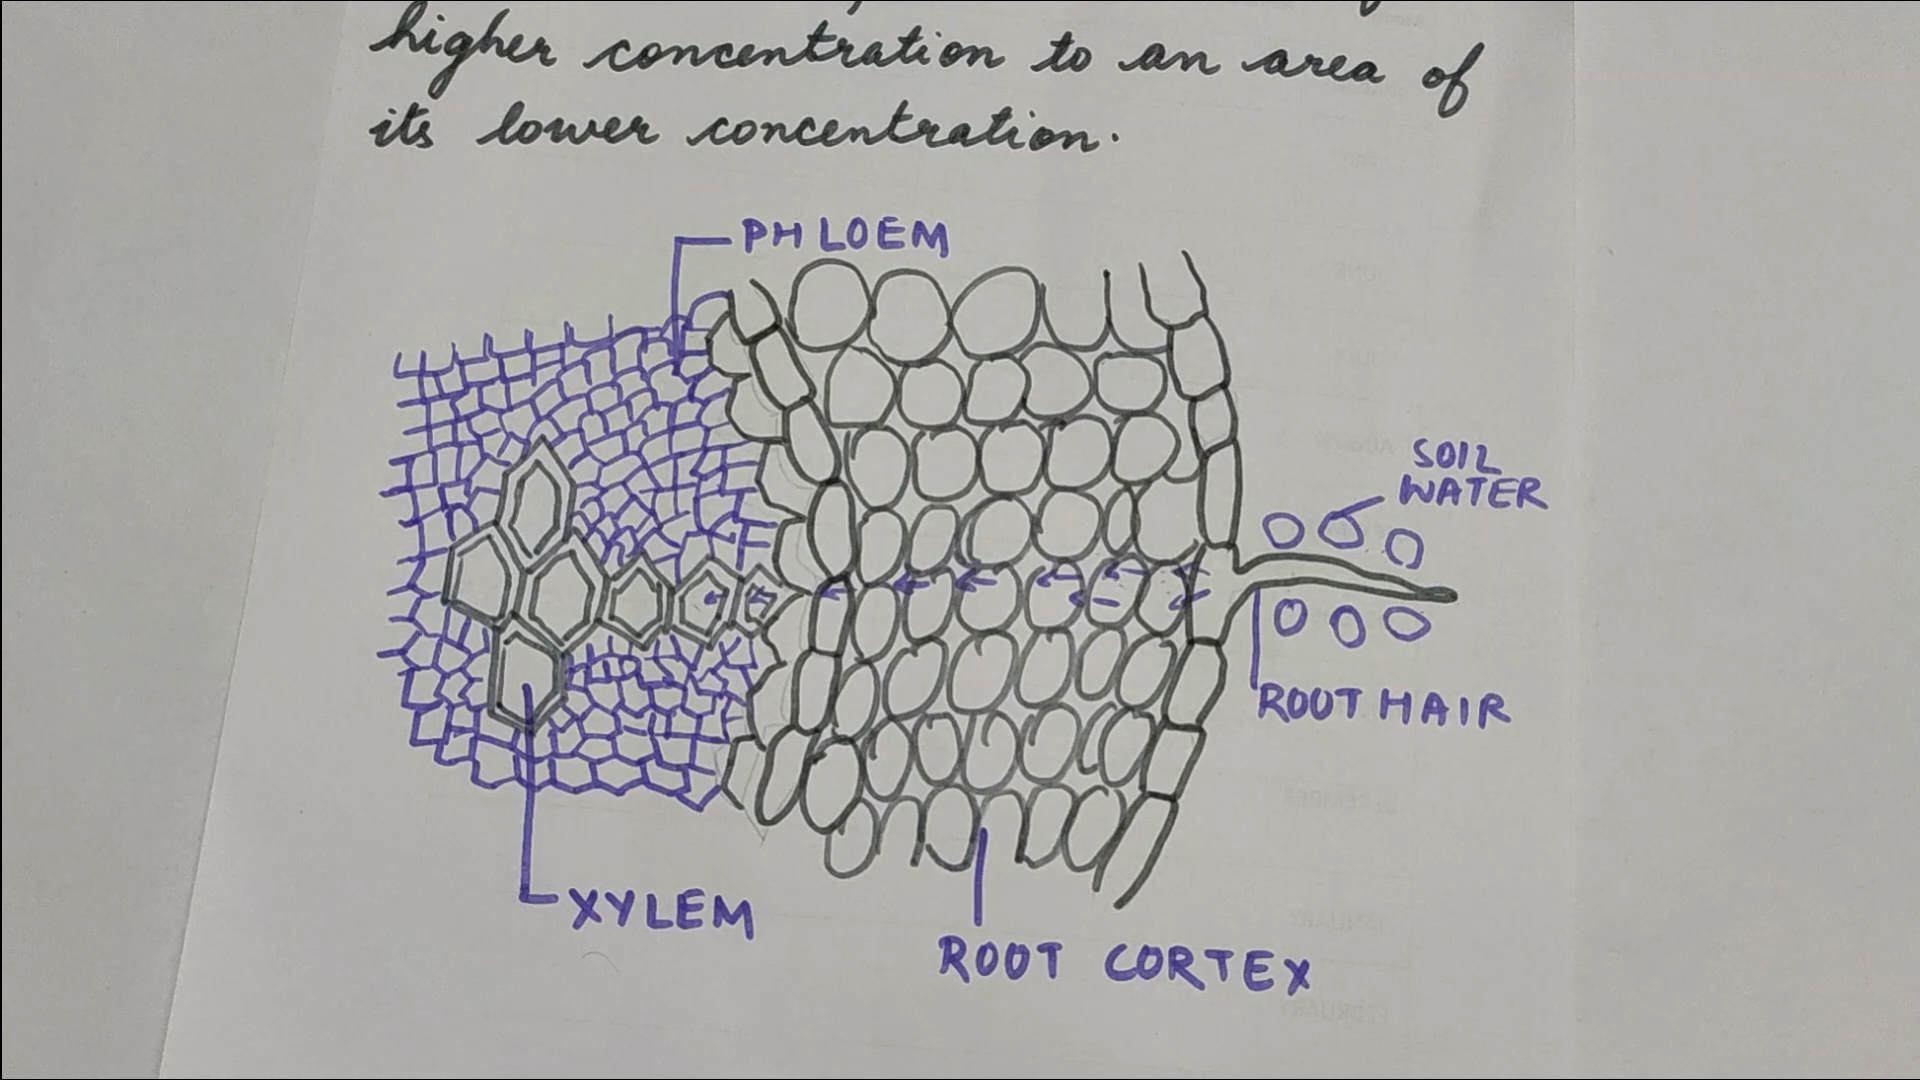 higher concentration to an area of
its lower concentration.
PHLOEM
SOIL
WATER
ROOT HAIR
XYLEM
ROOT CORTEX